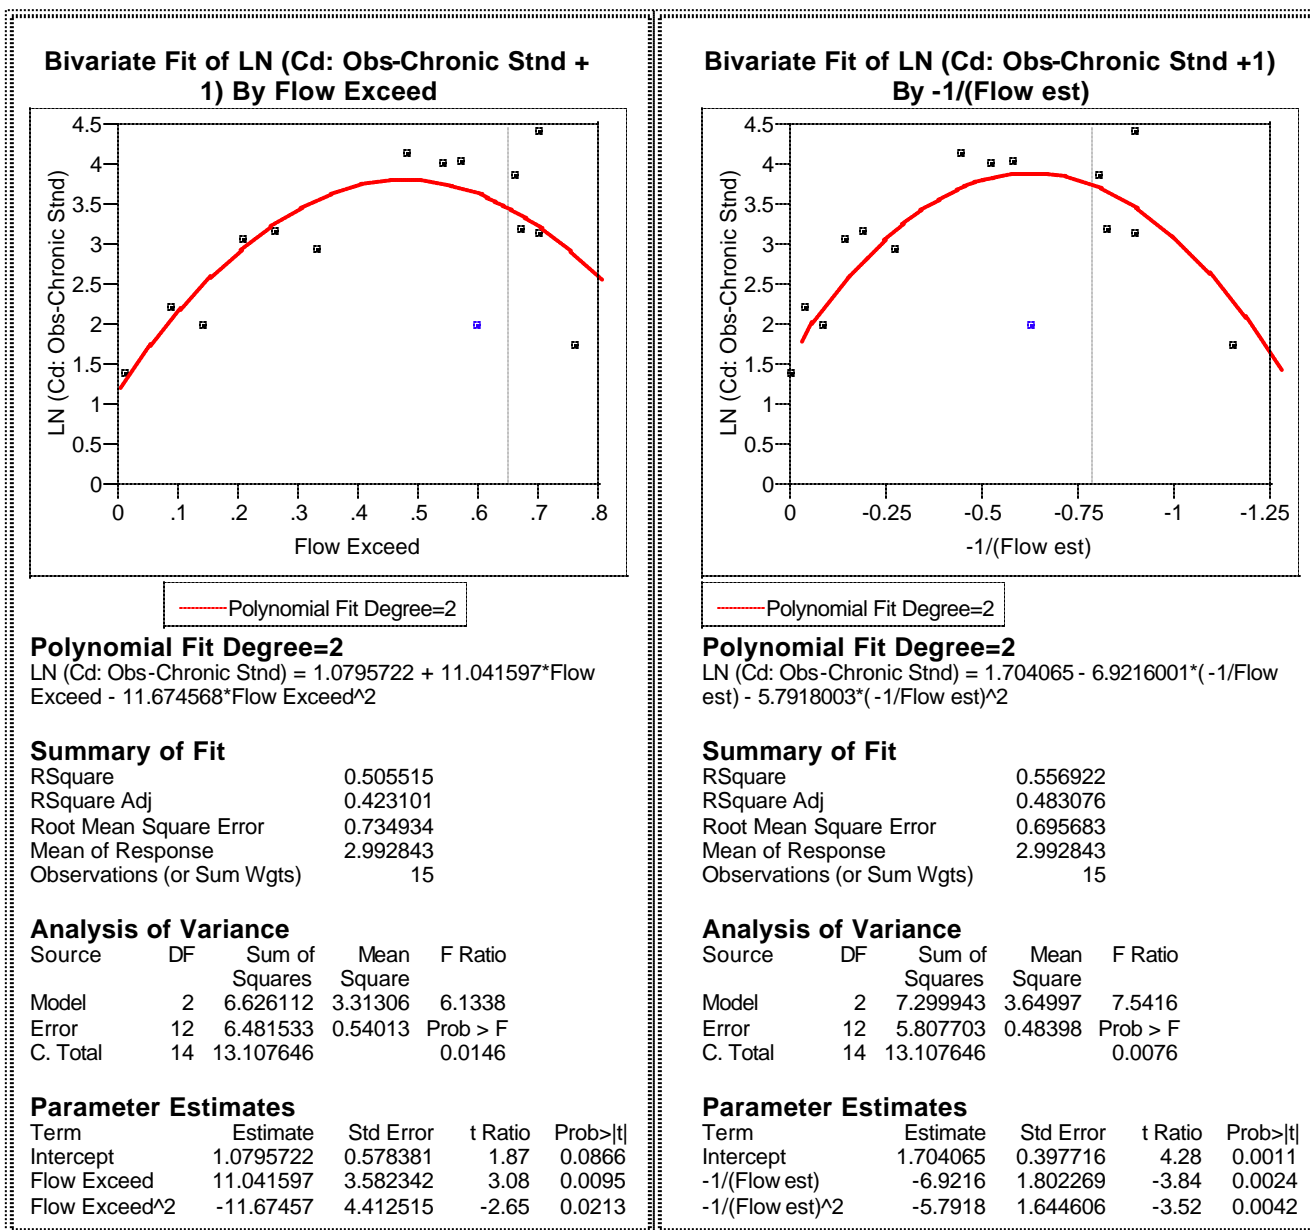 Bivariate Fit of LN (Cd: Obs-Chronic Stnd +
1) By Flow Exceed
4.5
4
3.5
3
2.5
2
1.5
1
0.5
0
LN (Cd: Obs-Chronic Stnd)
0 .1 .2 .3 .4 .5 .6 .7 .8
Flow Exceed
Polynomial Fit Degree=2
Polynomial Fit Degree=2
LN (Cd: Obs-Chronic Stnd) = 1.0795722 + 11.041597*Flow
Exceed - 11.674568*Flow Exceed^2
Summary of Fit
RSquare 0.505515
RSquare Adj 0.423101
Root Mean Square Error 0.734934
Mean of Response 2.992843
Observations (or Sum Wgts) 15
Analysis of Variance
Source DF Sum of Mean F Ratio
Squares Square
Model 2 6.626112 3.31306 6.1338
Error 12 6.481533 0.54013 Prob > F
C. Total 14 13.107646 0.0146
Parameter Estimates
Term Estimate Std Error t Ratio Prob>|t|
Intercept 1.0795722 0.578381 1.87 0.0866
Flow Exceed 11.041597 3.582342 3.08 0.0095
Flow Exceed^2 -11.67457 4.412515 -2.65 0.0213
Bivariate Fit of LN (Cd: Obs-Chronic Stnd +1)
By -1/(Flow est)
4.5
4
3.5
3
2.5
2
1.5
1
0.5
0
LN (Cd: Obs-Chronic Stnd)
0 -0.25 -0.5 -0.75 -1 -1.25
-1/(Flow est)
Polynomial Fit Degree=2
Polynomial Fit Degree=2
LN (Cd: Obs-Chronic Stnd) = 1.704065 - 6.9216001*(-1/Flow
est) - 5.7918003*(-1/Flow est)^2
Summary of Fit
RSquare 0.556922
RSquare Adj 0.483076
Root Mean Square Error 0.695683
Mean of Response 2.992843
Observations (or Sum Wgts) 15
Analysis of Variance
Source DF Sum of Mean F Ratio
Squares Square
Model 2 7.299943 3.64997 7.5416
Error 12 5.807703 0.48398 Prob > F
C. Total 14 13.107646 0.0076
Parameter Estimates
Term Estimate Std Error t Ratio Prob>|t|
Intercept 1.704065 0.397716 4.28 0.0011
-1/(Flow est) -6.9216 1.802269 -3.84 0.0024
-1/(Flow est)^2 -5.7918 1.644606 -3.52 0.0042